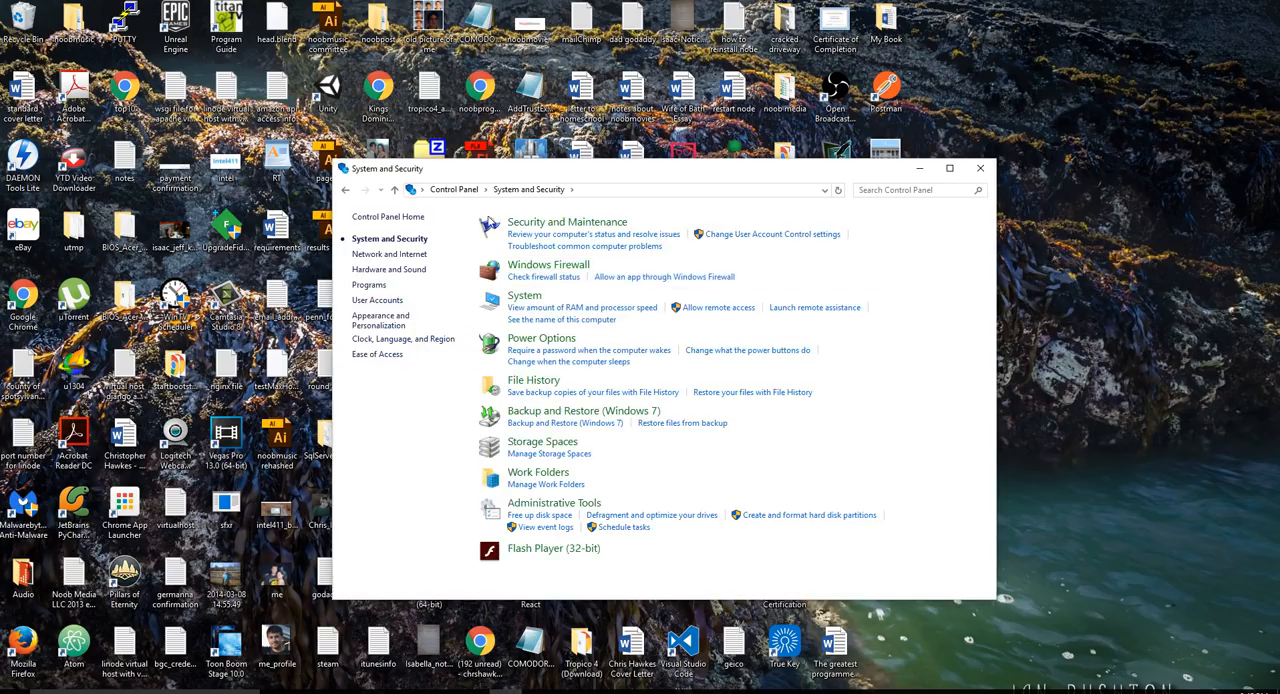 Recycle Bin
noobmusic
PuTTY
Unreal
Engine
Program
Guide
head.blend
noobmusic
committee
noobpost
old picture of
me
noobmovie
mailChimp
dad godaddy
how to
reinstall node
cracked
driveway
Certificate of
Completion
My Book
standard
cover letter
Adobe
Acrobat...
top10
wsgi file for
apache vi...
linode virtual
host with v...
amazon api
access info
Unity
Kings
Domini...
tropico4_a...
noobprog...
AddTrustEx...
letter to
homeschool
notes about
noobmovies
Wife of Bath
Essay
restart node
noob media
Open
Broadcast...
Postman
DAEMON
Tools Lite
YTD Video
Downloader
notes
payment
confirmation
intel
RT
System and Security
Control Panel
System and Security
Search Control Panel
eBay
utmp
BIOS_Acer_...
isaac_jeff_k...
UpgradeFid...
requirements
results
Google
Chrome
µTorrent
BIOS_Acer_...
WinTV
Scheduler
Camtasia
Studio 8
email_addre...
county of
spotsylvan...
u1304
virtual host
django a...
startbootst...
nginx file
testMaxHo...
port number
for linode
Acrobat
Reader DC
Christopher
Hawkes -...
Logitech
Webca...
Vegas Pro
13.0 (64-bit)
noobmusic
rehashed
SqlServer
Malwarebyt...
Anti-Malware
JetBrains
PyChar...
Chrome App
Launcher
virtualhost
sfxr
intel411_b...
Audio
Noob Media
LLC 2013 e...
Pillars of
Eternity
germanna
confirmation
2014-03-08
14.55.49
me
Control Panel Home
System and Security
Network and Internet
Hardware and Sound
Programs
User Accounts
Appearance and
Personalization
Clock, Language, and Region
Ease of Access
Security and Maintenance
Review your computer's status and resolve issues
Change User Account Control settings
Troubleshoot common computer problems
Windows Firewall
Check firewall status
Allow an app through Windows Firewall
System
View amount of RAM and processor speed
Allow remote access
Launch remote assistance
See the name of this computer
Power Options
Require a password when the computer wakes
Change what the power buttons do
Change when the computer sleeps
File History
Save backup copies of your files with File History
Restore your files with File History
Backup and Restore (Windows 7)
Backup and Restore (Windows 7)
Restore files from backup
Storage Spaces
Manage Storage Spaces
Work Folders
Manage Work Folders
Administrative Tools
Free up disk space
Defragment and optimize your drives
Create and format hard disk partitions
View event logs
Schedule tasks
Flash Player (32-bit)
(64-bit)
React
Certification
Mozilla
Firefox
Atom
linode virtual
host with v...
bgc_crede...
Toon Boom
Stage 10.0
me_profile
steam
itunesinfo
Isabella_not...
(192 unread)
- chrshawk...
COMODOR...
Tropico 4
(Download)
Chris Hawkes
Cover Letter
Visual Studio
Code
geico
True Key
The greatest
programme...